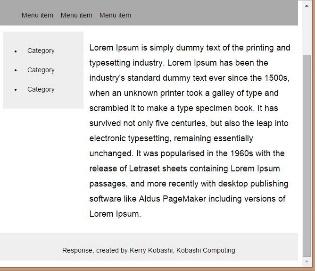 Menu item Menu item Menu item
Category
Category
Category
Lorem Ipsum is simply dummy text of the printing and
typesetting industry. Lorem Ipsum has been the
industry's standard dummy text ever since the 1500s,
when an unknown printer took a galley of type and
scrambled it to make a type specimen book. It has
survived not only five centuries, but also the leap into
electronic typesetting, remaining essentially
unchanged. It was popularised in the 1960s with the
release of Letraset sheets containing Lorem Ipsum
passages, and more recently with desktop publishing
software like Aldus PageMaker including versions of
Lorem Ipsum.
Response, created by Kerry Kobashi, Kobashi Computing